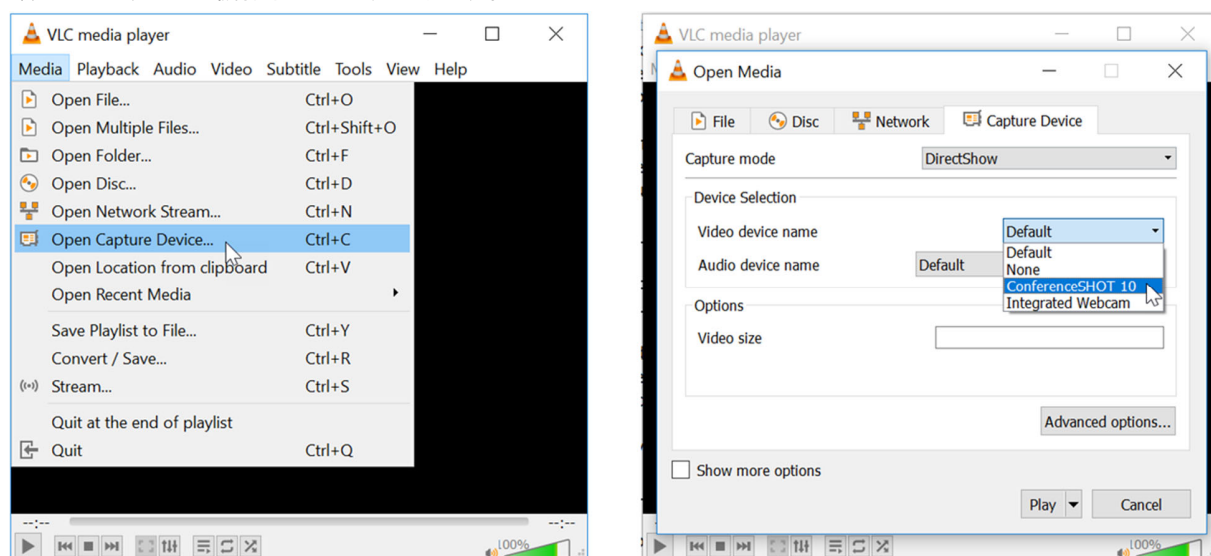 VLC media player
Media Playback Audio Video Subtitle Tools View Help
Open File... Ctrl+O
Open Multiple Files... Ctrl+Shift+O
Open Folder... Ctrl+F
Open Disc... Ctrl+D
Open Network Stream... Ctrl+N
Open Capture Device... Ctrl+C
Open Location from clipboard Ctrl+V
Open Recent Media
Save Playlist to File... Ctrl+Y
Convert / Save... Ctrl+R
Stream... Ctrl+S
Quit at the end of playlist
Quit Ctrl+Q
--:-- --:--
100%
VLC media player
Open Media
File Disc Network Capture Device
Capture mode DirectShow
Device Selection
Video device name Default
Default
Audio device name Default
None
ConferenceSHOT 10
Integrated Webcam
Options
Video size
Advanced options...
Show more options
Play Cancel
100%